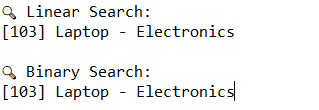 🔍 Linear Search:
[103] Laptop - Electronics
🔍 Binary Search:
[103] Laptop - Electronics